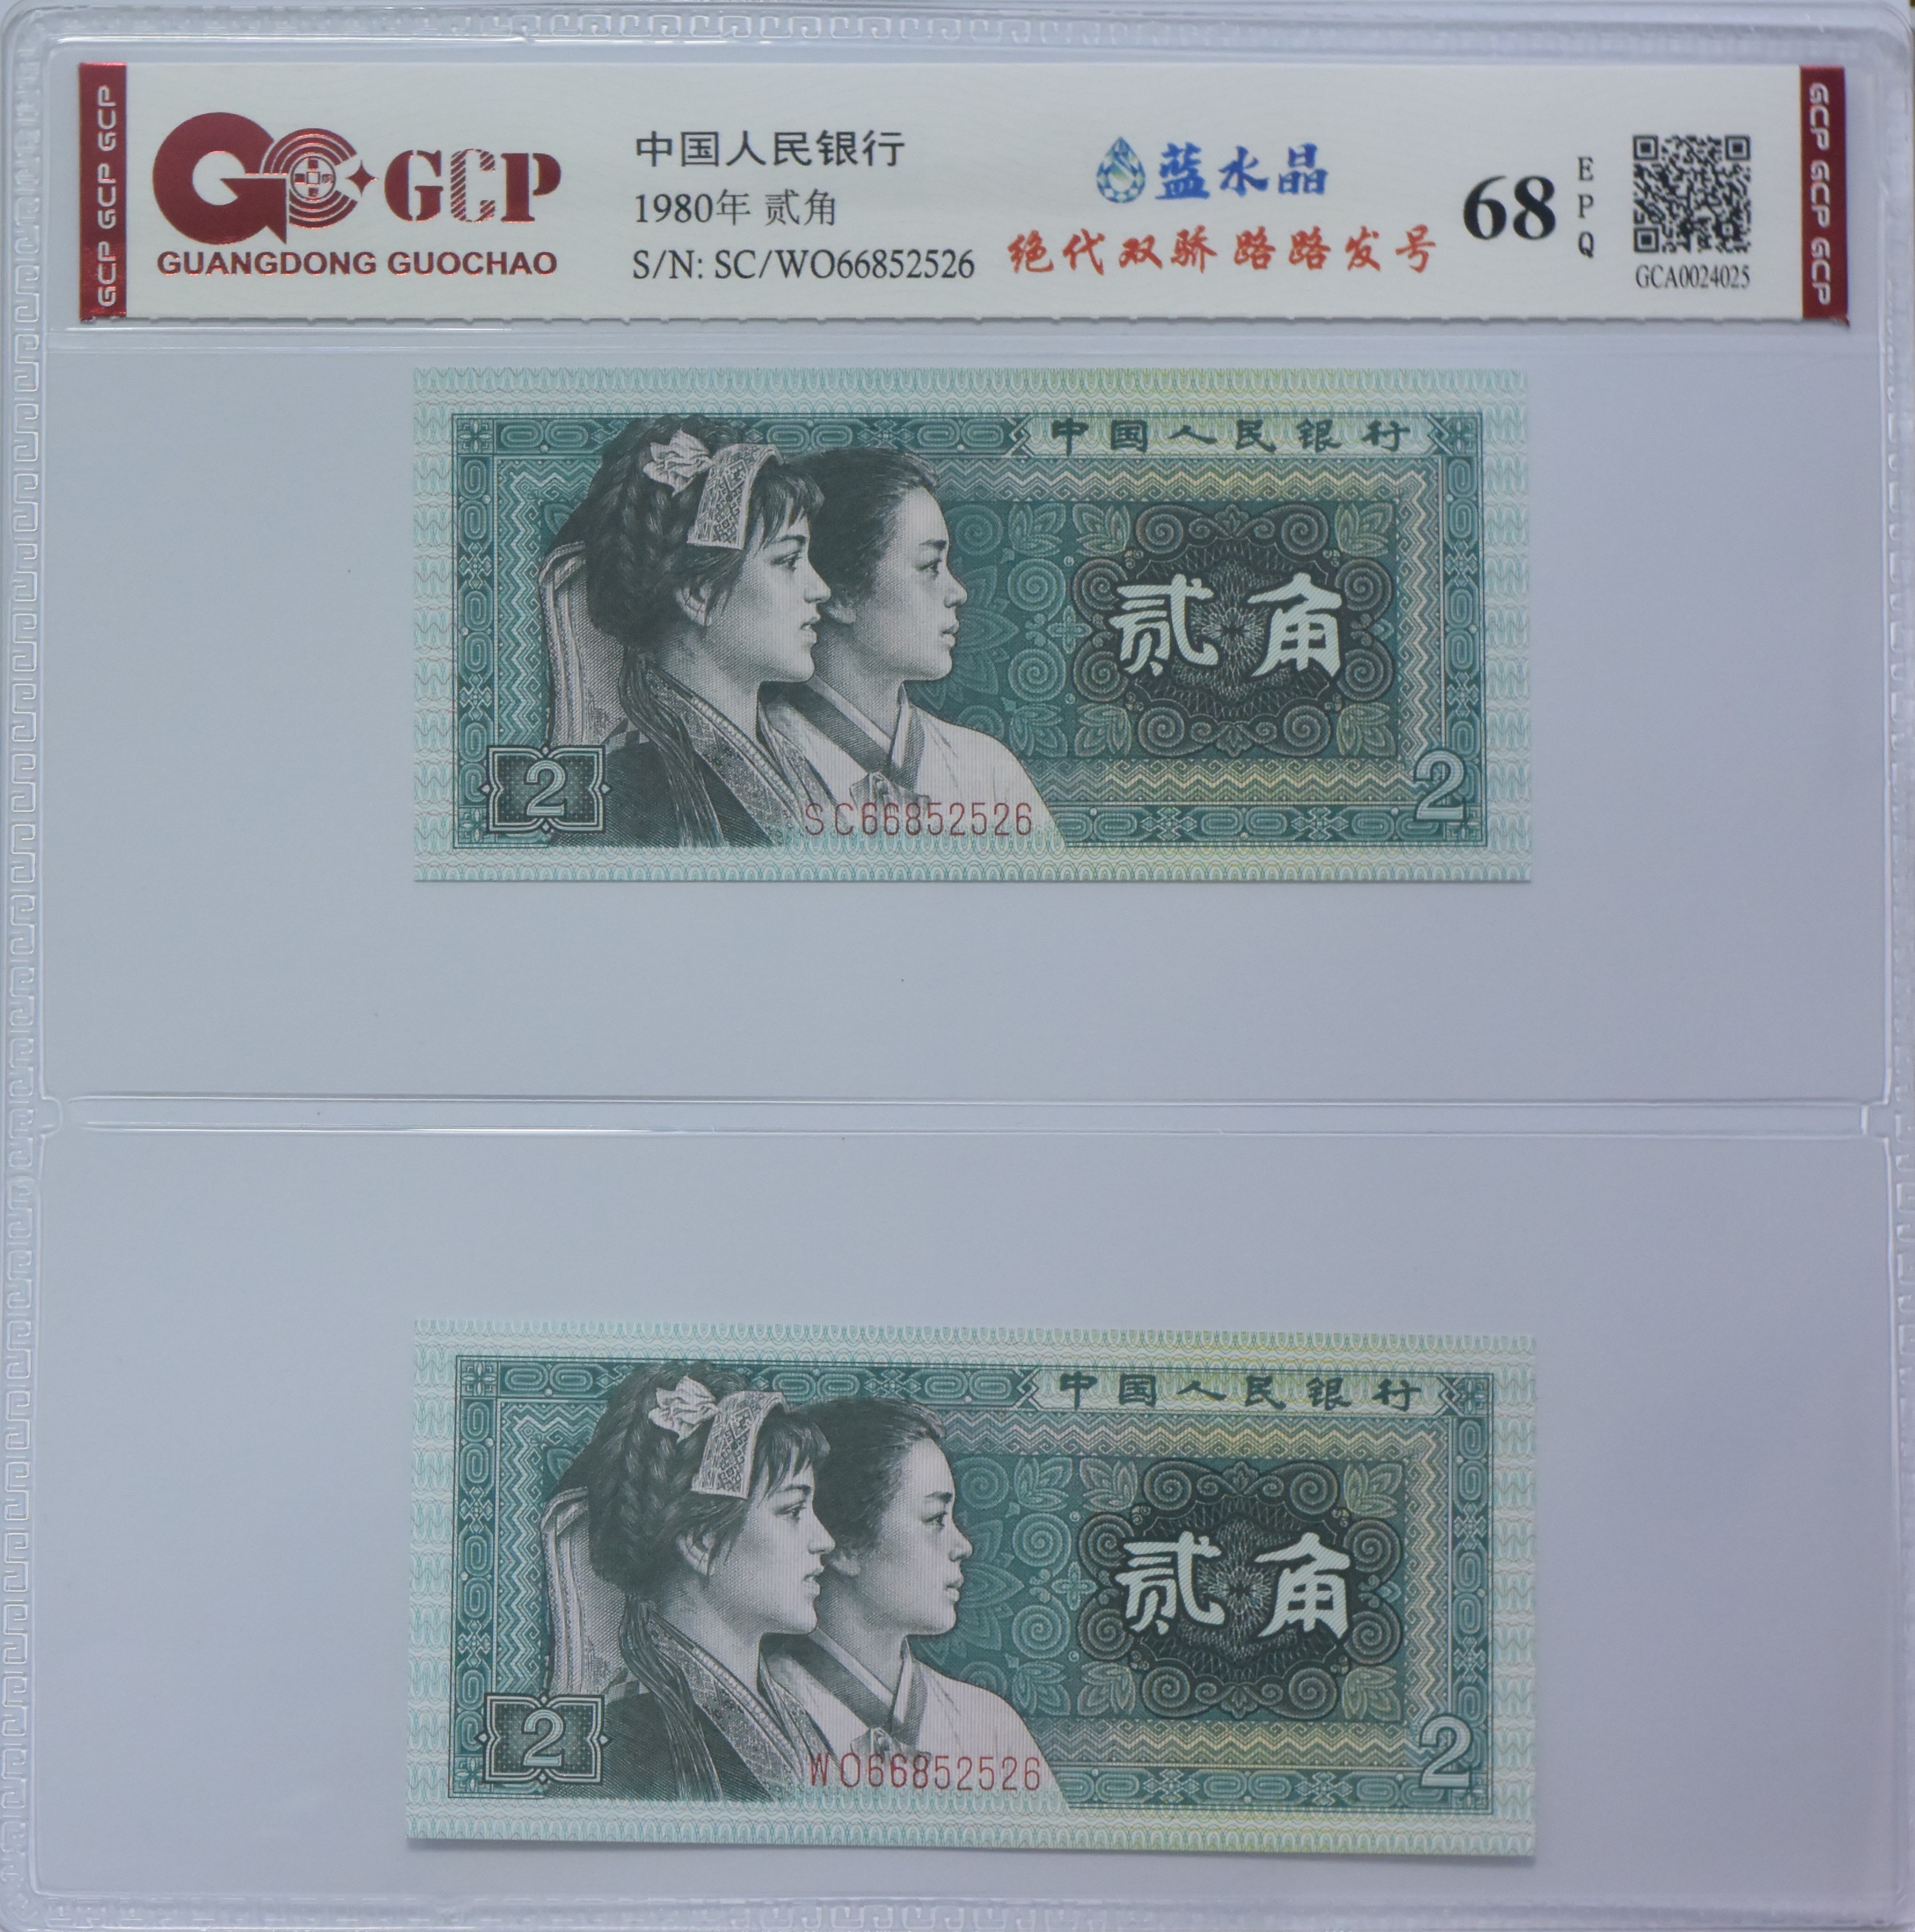 GCP GCP GCP
GCP
GUANGDONG GUOCHAO
中国人民银行
1980年 贰角
S/N: SC/WO66852526
蓝水晶
绝代双骄 路路发号
68
EPQ
GCA0024025
GCP GCP GCP
中国人民银行
贰角
2
SC66852526
2
中国人民银行
贰角
2
WO66852526
2